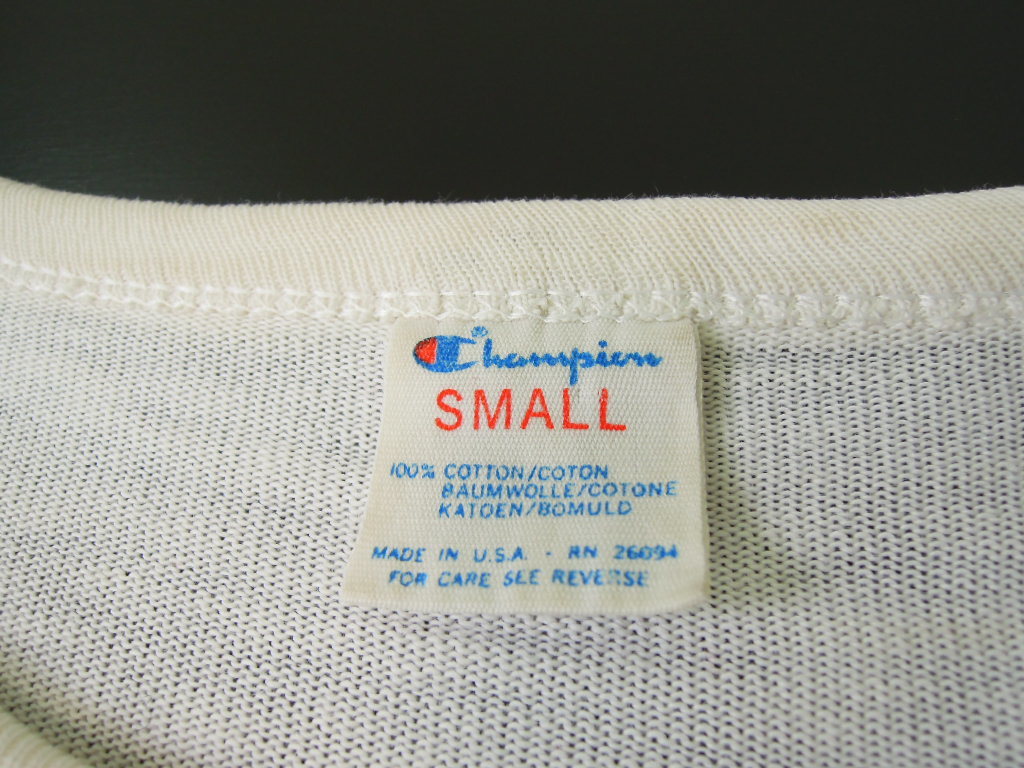 Champion®
SMALL
100% COTTON/COTON
BAUMWOLLE/COTONE
KATOEN/BOMULD
MADE IN U.S.A. - RN 26094
FOR CARE SEE REVERSE